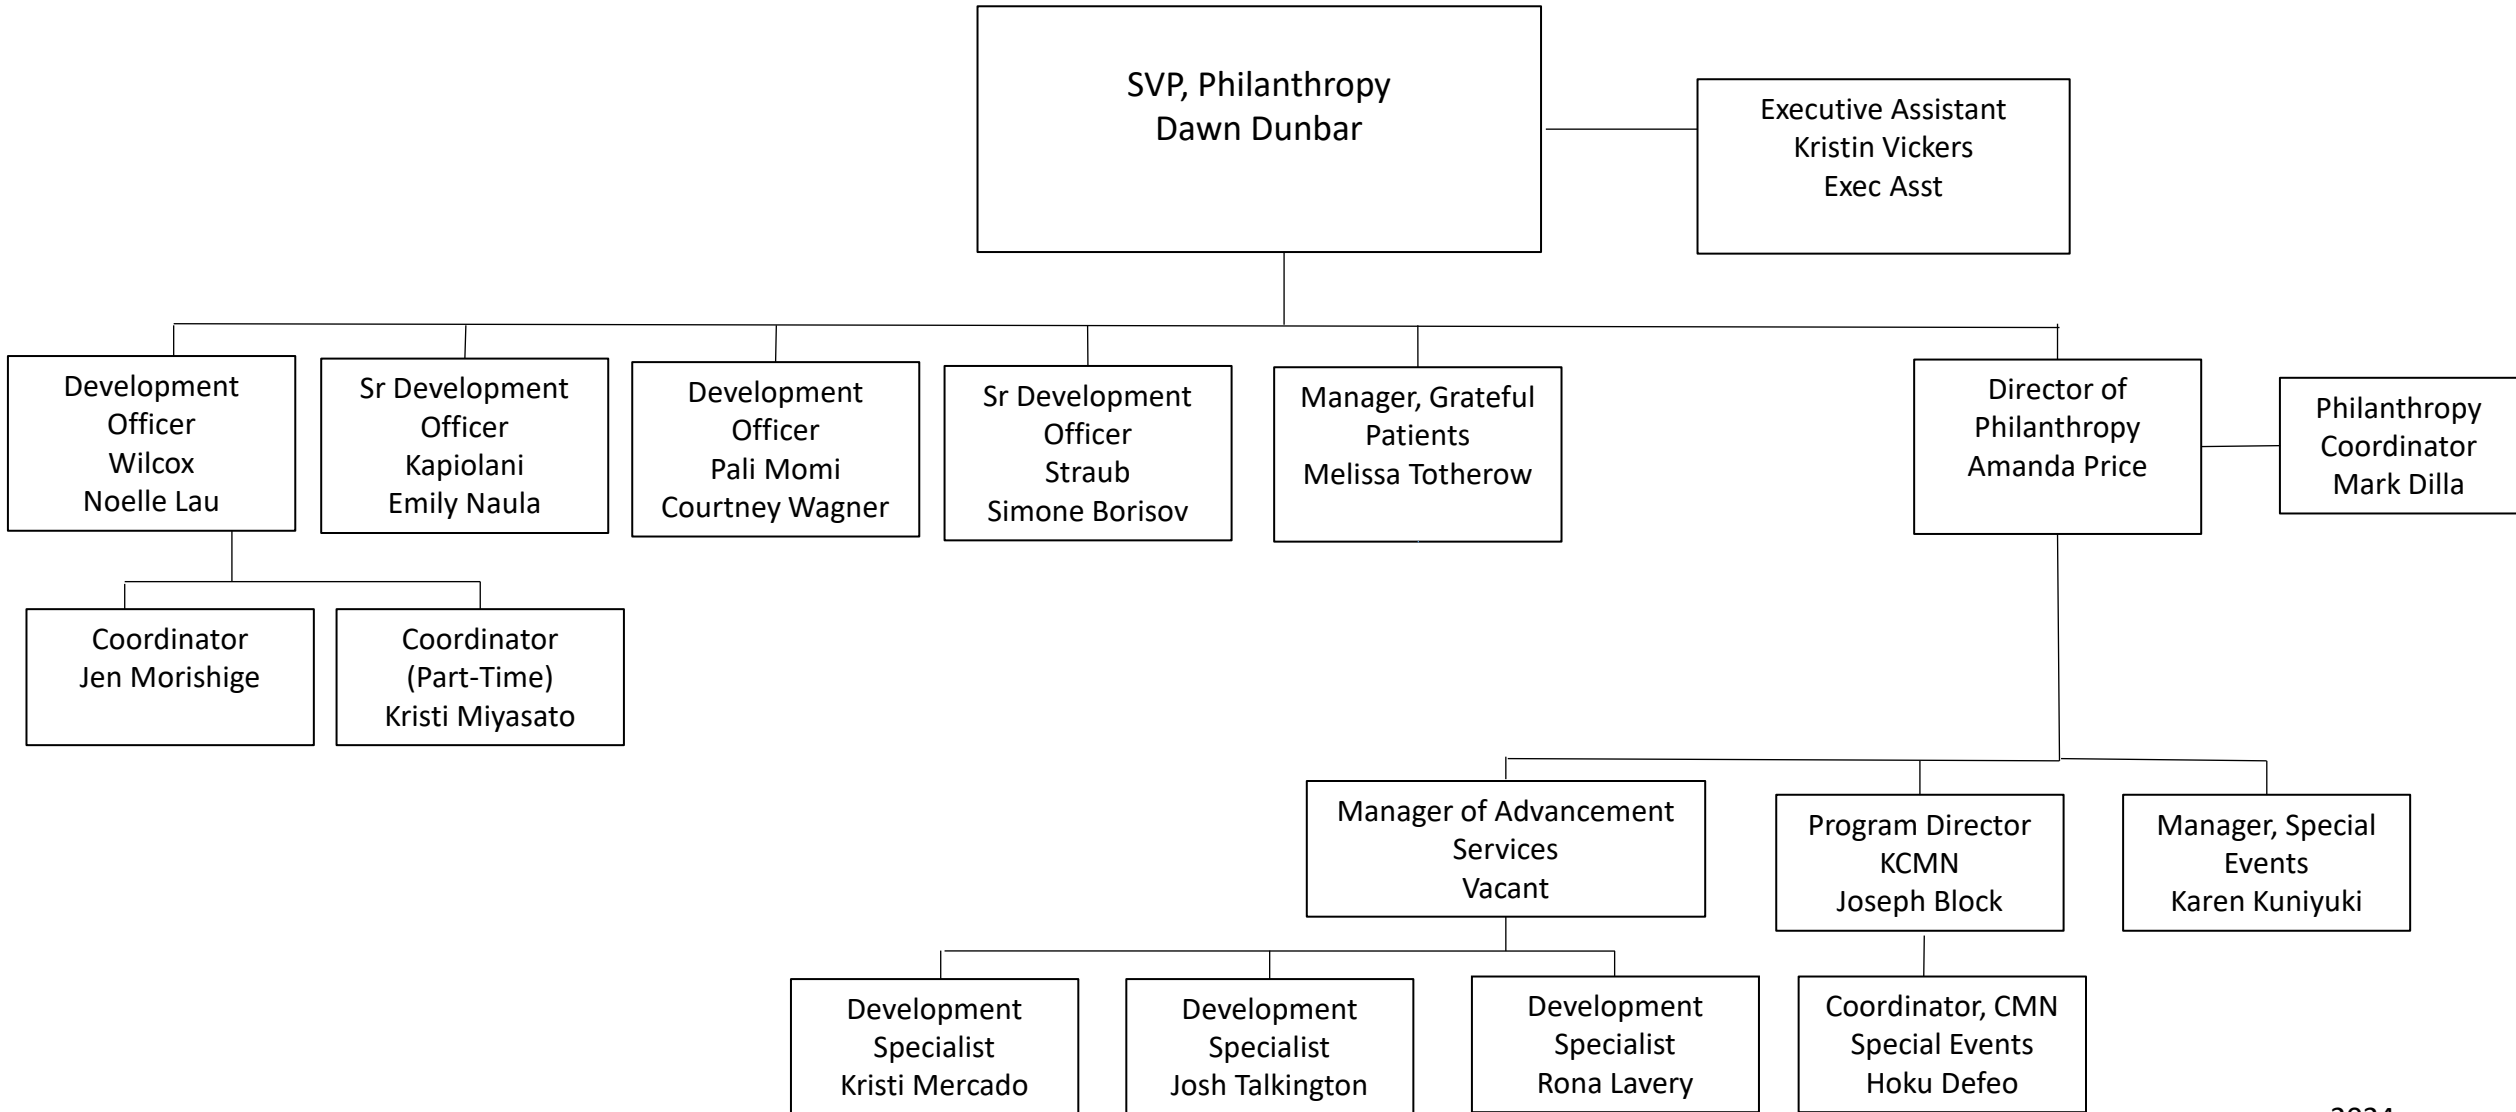 SVP, Philanthropy
Dawn Dunbar
Executive Assistant
Kristin Vickers
Exec Asst
Development
Officer
Wilcox
Noelle Lau
Sr Development
Officer
Kapiolani
Emily Naula
Development
Officer
Pali Momi
Courtney Wagner
Sr Development
Officer
Straub
Simone Borisov
Manager, Grateful
Patients
Melissa Totherow
Director of
Philanthropy
Amanda Price
Philanthropy
Coordinator
Mark Dilla
Coordinator
Jen Morishige
Coordinator
(Part-Time)
Kristi Miyasato
Manager of Advancement
Services
Vacant
Program Director
KCMN
Joseph Block
Manager, Special
Events
Karen Kuniyuki
Development
Specialist
Kristi Mercado
Development
Specialist
Josh Talkington
Development
Specialist
Rona Lavery
Coordinator, CMN
Special Events
Hoku Defeo